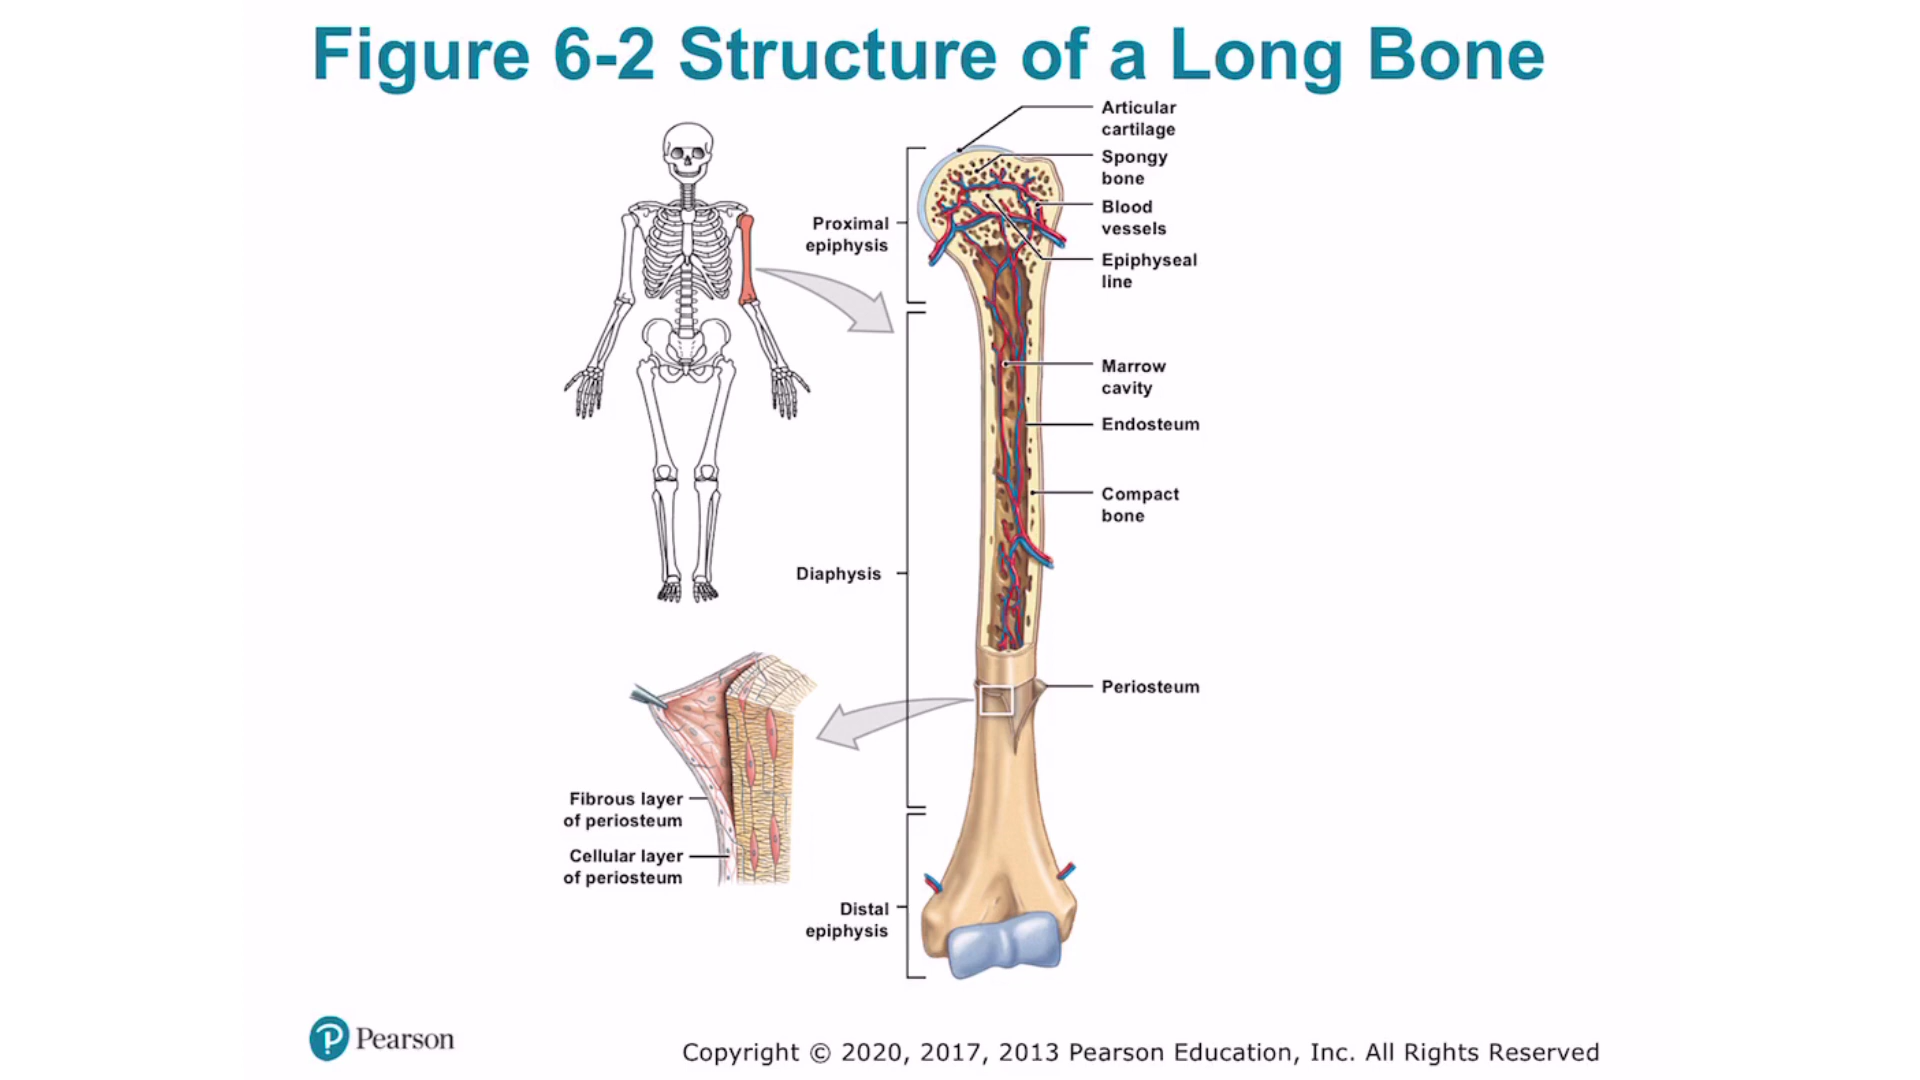 Figure 6-2 Structure of a Long Bone
Articular
cartilage
Spongy
bone
Blood
vessels
Epiphyseal
line
Proximal
epiphysis
Marrow
cavity
Endosteum
Compact
bone
Diaphysis
Periosteum
Fibrous layer
of periosteum
Cellular layer
of periosteum
Distal
epiphysis
Pearson
Copyright © 2020, 2017, 2013 Pearson Education, Inc. All Rights Reserved